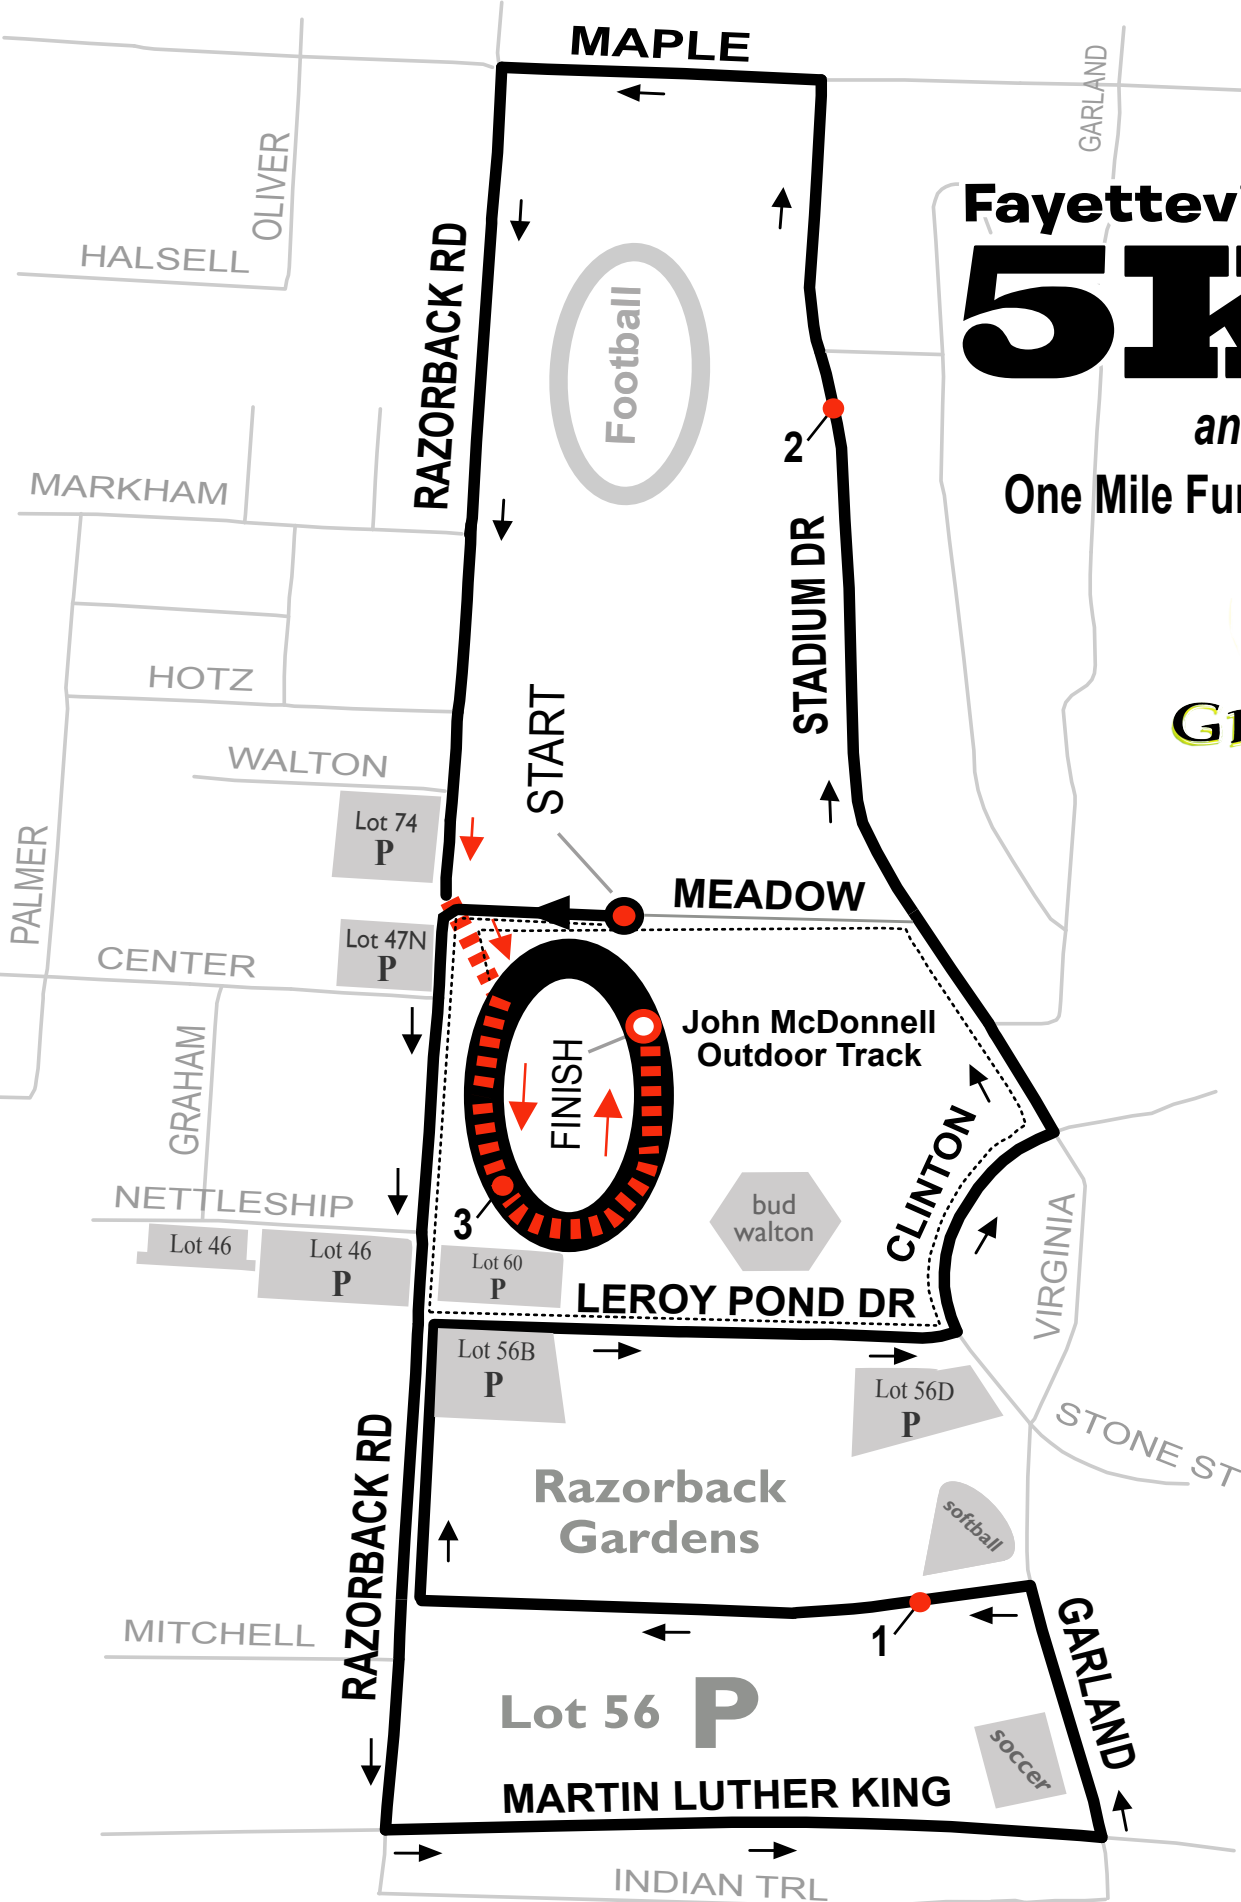 MAPLE
GARLAND
OLIVER
HALSELL
RAZORBACK RD
Football
Fayettev
5K
an
One Mile Fu
2
MARKHAM
STADIUM DR
HOTZ
START
WALTON
Lot 74
P
PALMER
MEADOW
Lot 47N
P
CENTER
John McDonnell
Outdoor Track
FINISH
GRAHAM
CLINTON
NETTLESHIP
3
bud
walton
VIRGINIA
Lot 46
Lot 46
P
Lot 60
P
LEROY POND DR
Lot 56B
P
Lot 56D
P
STONE ST
RAZORBACK RD
Razorback
Gardens
softball
MITCHELL
1
GARLAND
Lot 56 P
soccer
MARTIN LUTHER KING
INDIAN TRL